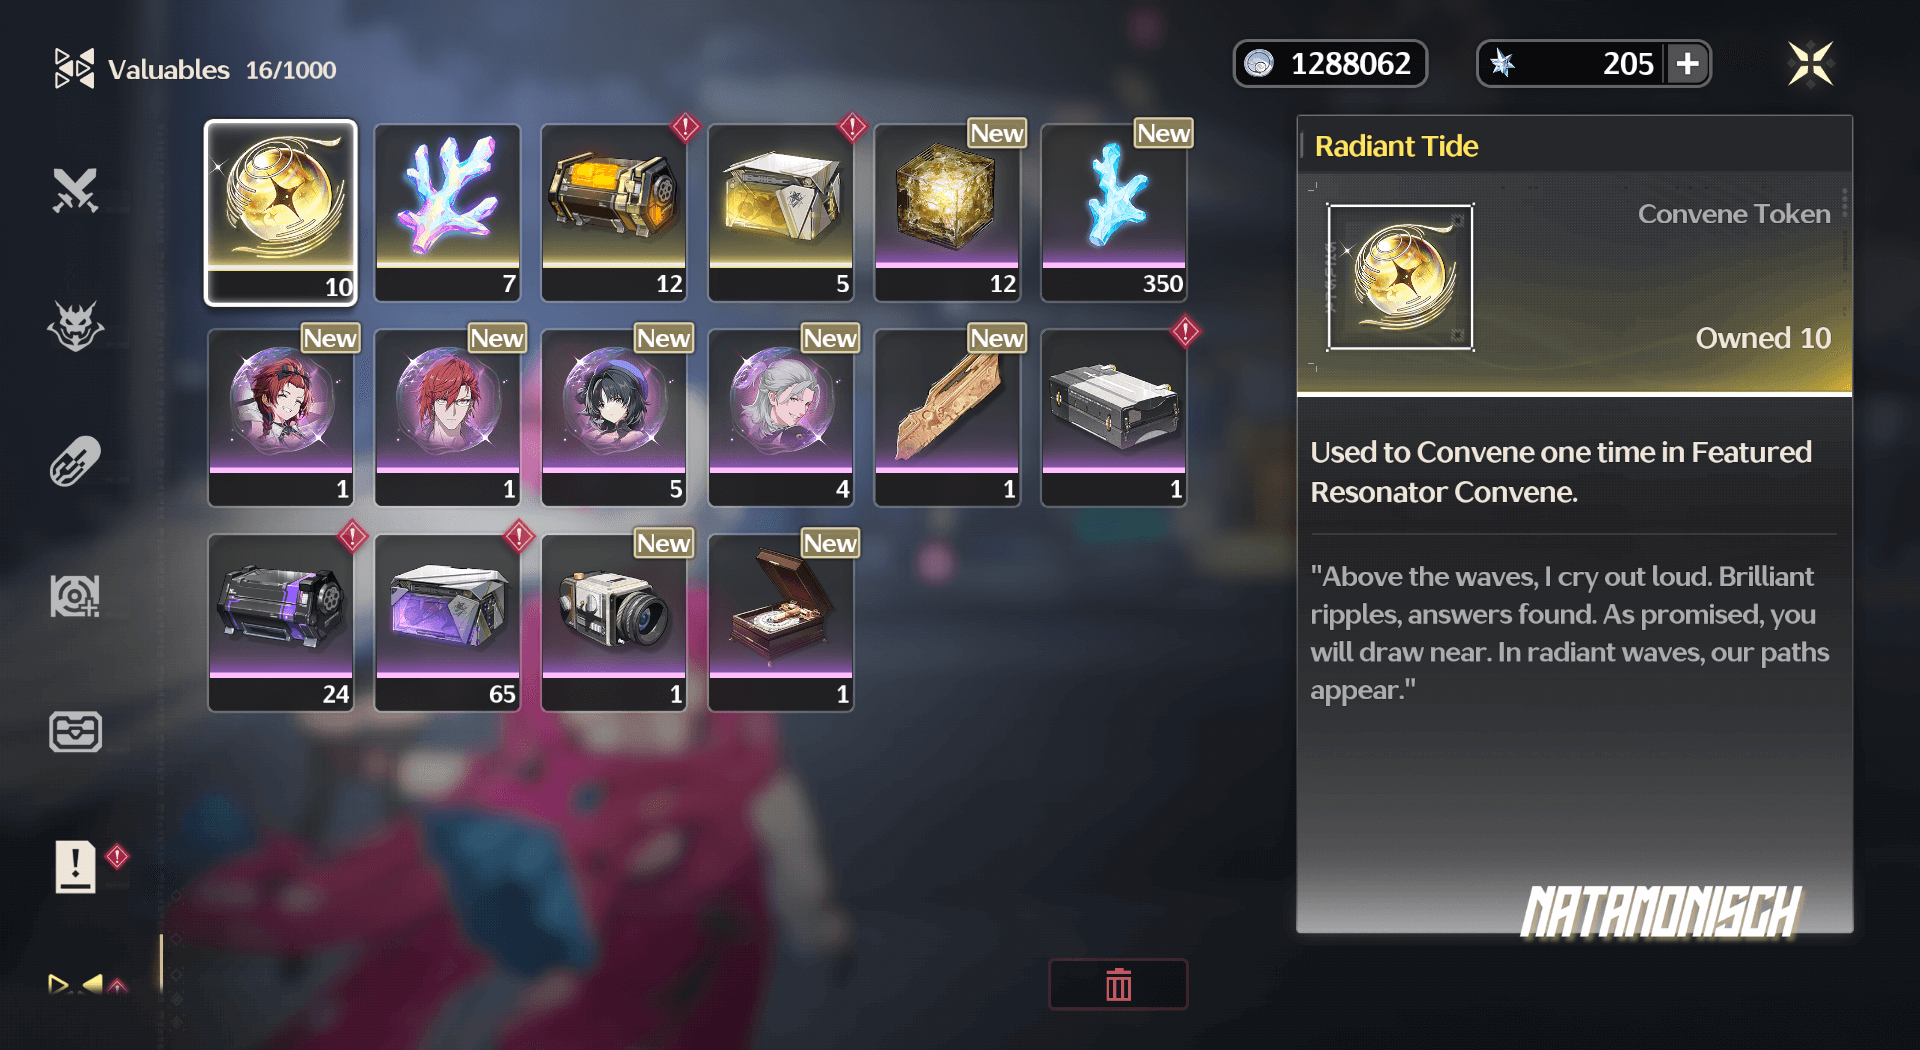 Valuables 16/1000
1288062
205
10
7
12
5
New
12
New
350
New
1
New
1
New
5
New
4
New
1
1
24
65
New
1
New
1
Radiant Tide
Convene Token
Owned 10
Used to Convene one time in Featured
Resonator Convene.
"Above the waves, I cry out loud. Brilliant
ripples, answers found. As promised, you
will draw near. In radiant waves, our paths
appear."
NATAMONISCH